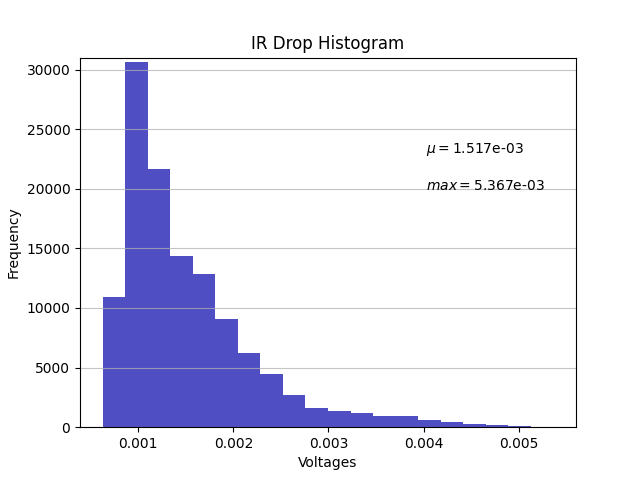 IR Drop Histogram
30000
25000
20000
15000
10000
5000
0
Frequency
μ = 1.517e-03
max = 5.367e-03
0.001 0.002 0.003 0.004 0.005
Voltages